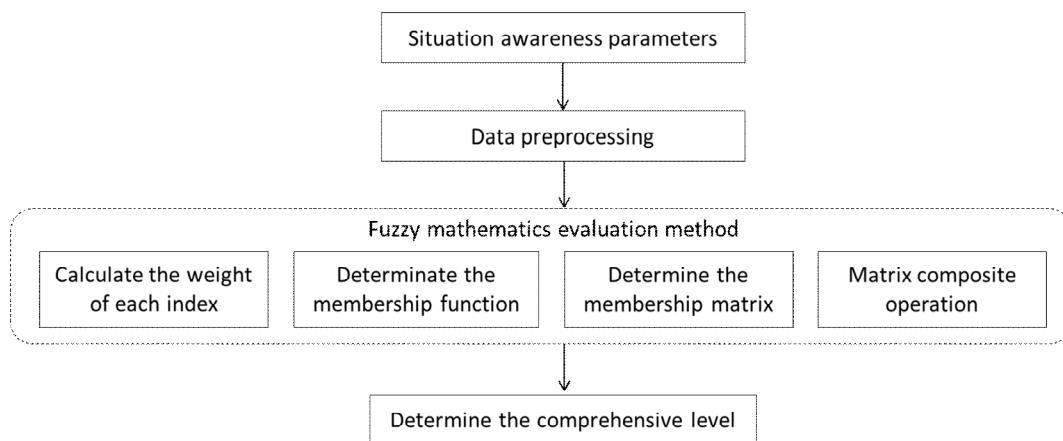 Situation awareness parameters
Data preprocessing
Fuzzy mathematics evaluation method
Calculate the weight
of each index
Determinate the
membership function
Determine the
membership matrix
Matrix composite
operation
Determine the comprehensive level